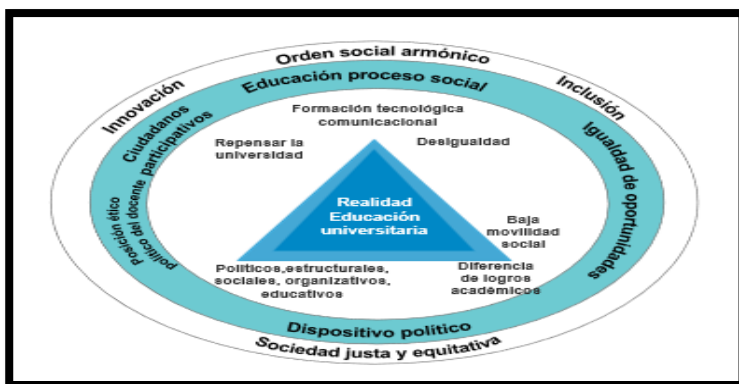 Orden social armónico
Innovación
Inclusión
Educación proceso social
Ciudadanos
participativos
Igualdad de oportunidades
Posición ético
político del docente
Formación tecnológica
comunicacional
Repensar la
universidad
Desigualdad
Realidad
Educación
universitaria
Baja
movilidad
social
Políticos,estructurales,
sociales, organizativos,
educativos
Diferencia
de logros
académicos
Dispositivo político
Sociedad justa y equitativa